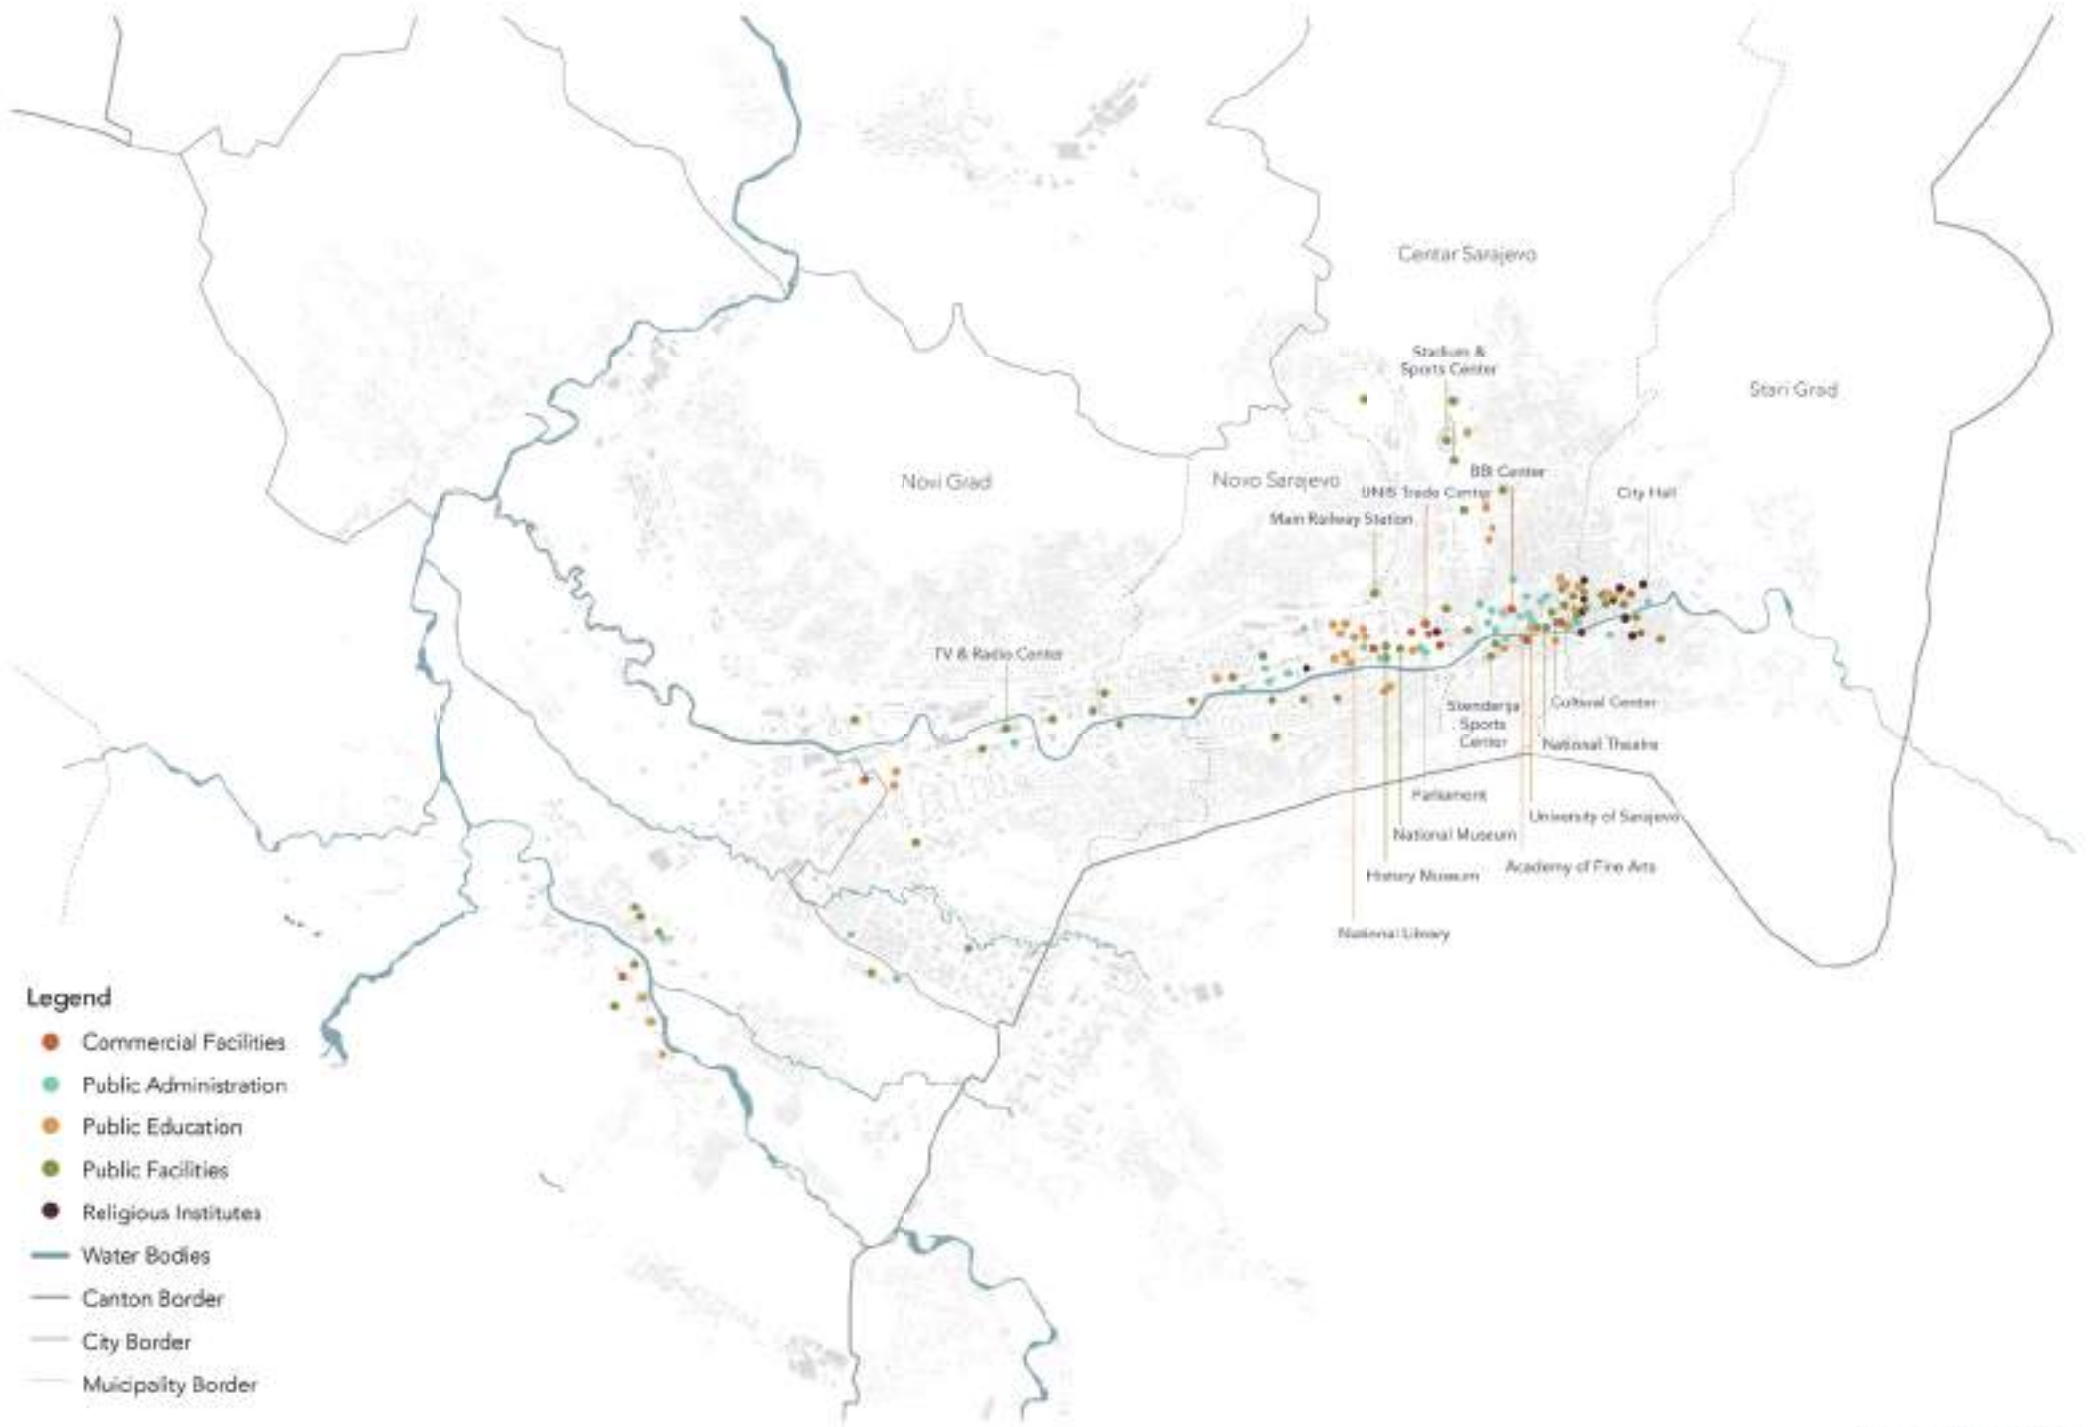 Centar Sarajevo
Stadium &
Sports Center
Stari Grad
Novi Grad
Novo Sarajevo
BBI Center
UNIS Trade Center
City Hall
Main Railway Station
TV & Radio Center
Skenderija
Sports
Center
Cultural Center
National Theatre
Parliament
University of Sarajevo
National Museum
Academy of Fine Arts
History Museum
National Library
Legend
Commercial Facilities
Public Administration
Public Education
Public Facilities
Religious Institutes
Water Bodies
Canton Border
City Border
Muicipality Border